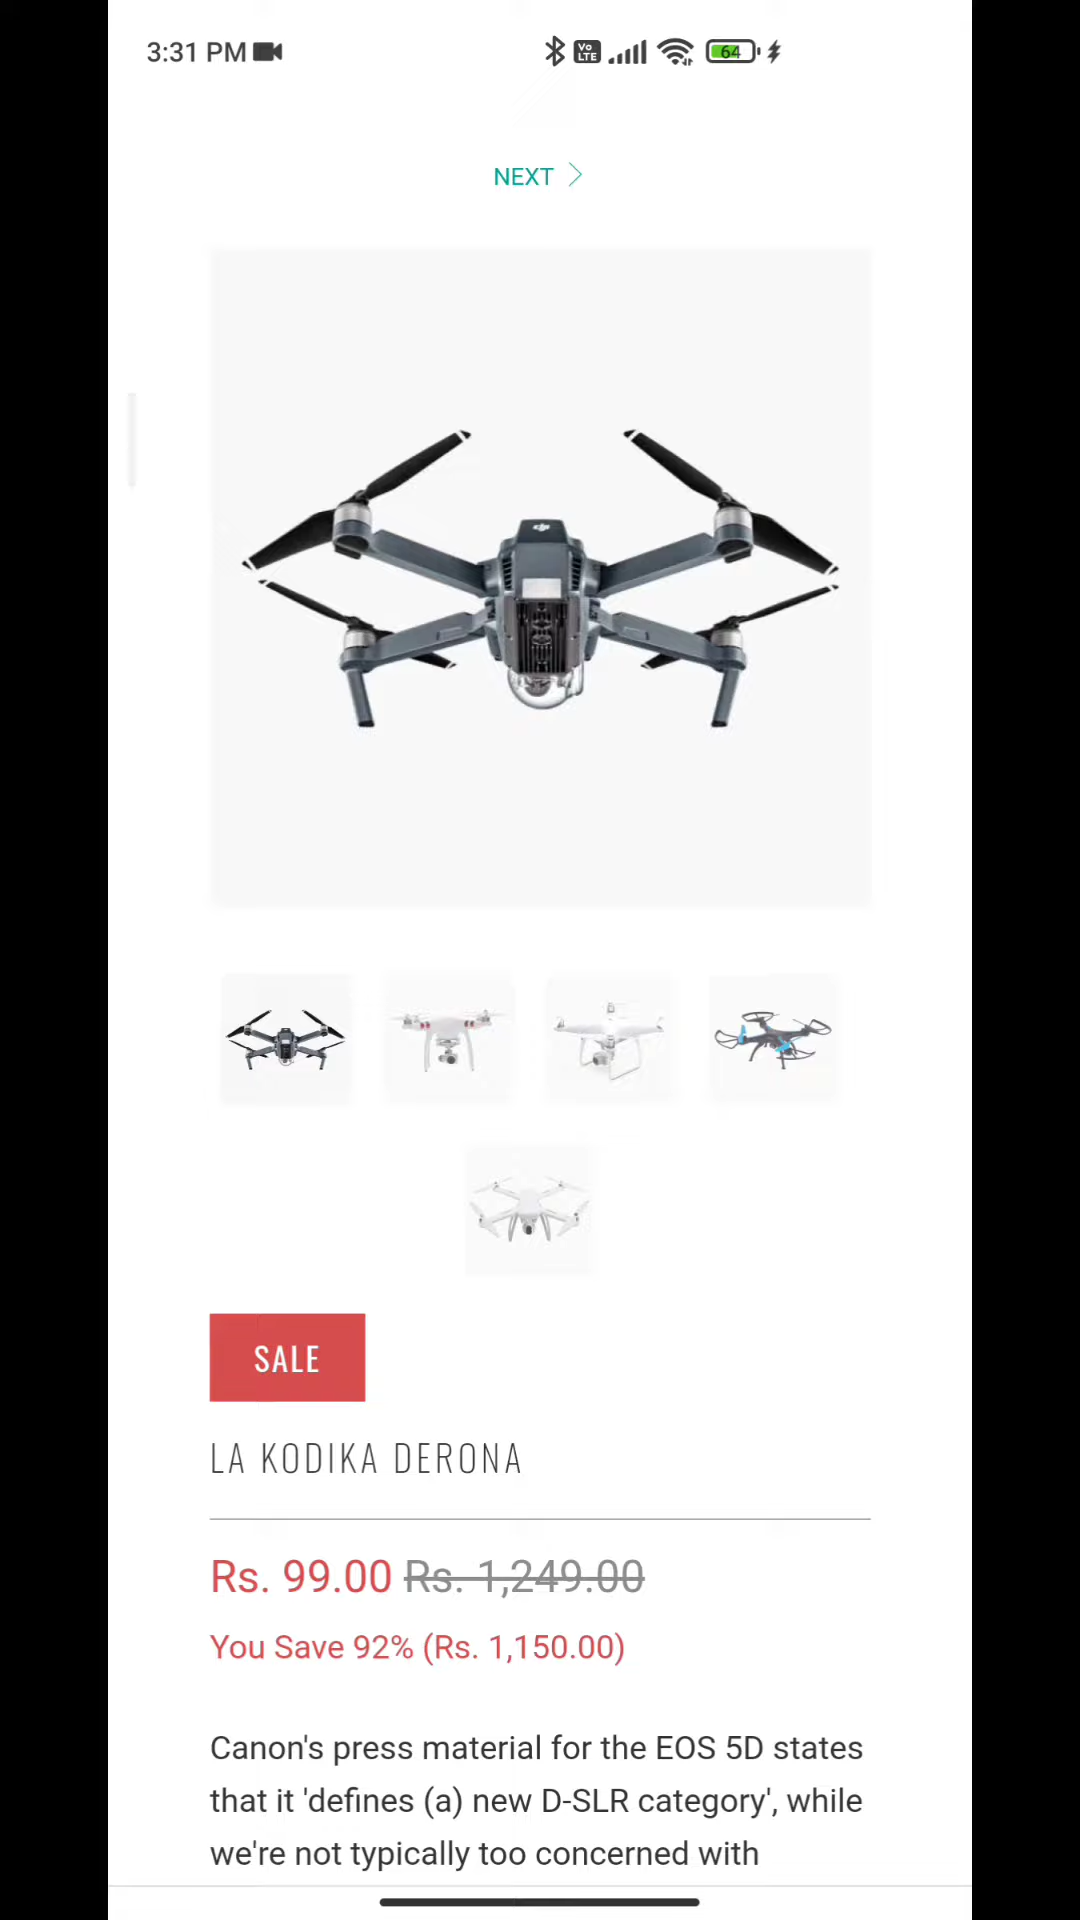 3:31 PM
Vo
LTE
64
NEXT
SALE
LA KODIKA DERONA
Rs. 99.00 Rs. 1,249.00
You Save 92% (Rs. 1,150.00)
Canon's press material for the EOS 5D states
that it 'defines (a) new D-SLR category', while
we're not typically too concerned with